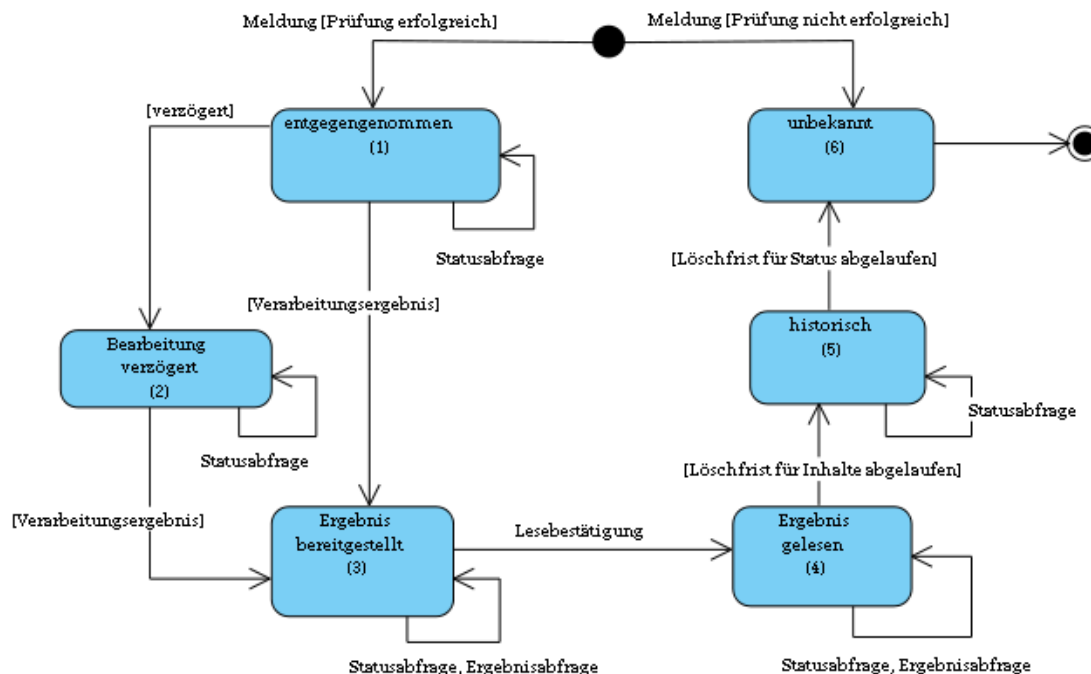 Meldung [Prüfung erfolgreich]
Meldung [Prüfung nicht erfolgreich]
[verzögert]
entgegengenommen
(1)
unbekannt
(6)
Statusabfrage
[Löschfrist für Status abgelaufen]
[Verarbeitungsergebnis]
Bearbeitung
verzögert
(2)
historisch
(5)
Statusabfrage
Statusabfrage
[Löschfrist für Inhalte abgelaufen]
[Verarbeitungsergebnis]
Ergebnis
bereitgestellt
(3)
Lesebestätigung
Ergebnis
gelesen
(4)
Statusabfrage, Ergebnisabfrage
Statusabfrage, Ergebnisabfrage